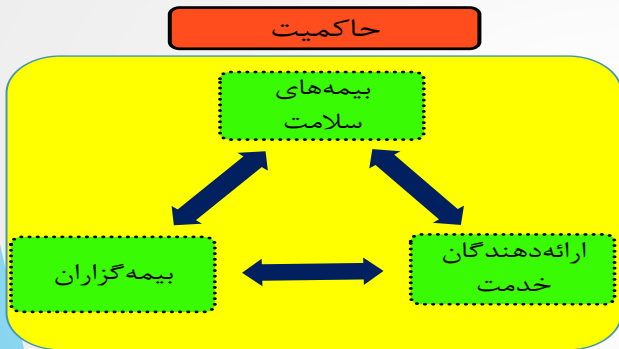 حاکمیت
بیمه‌های
سلامت
ارائه‌دهندگان
خدمت
بیمه‌گزاران